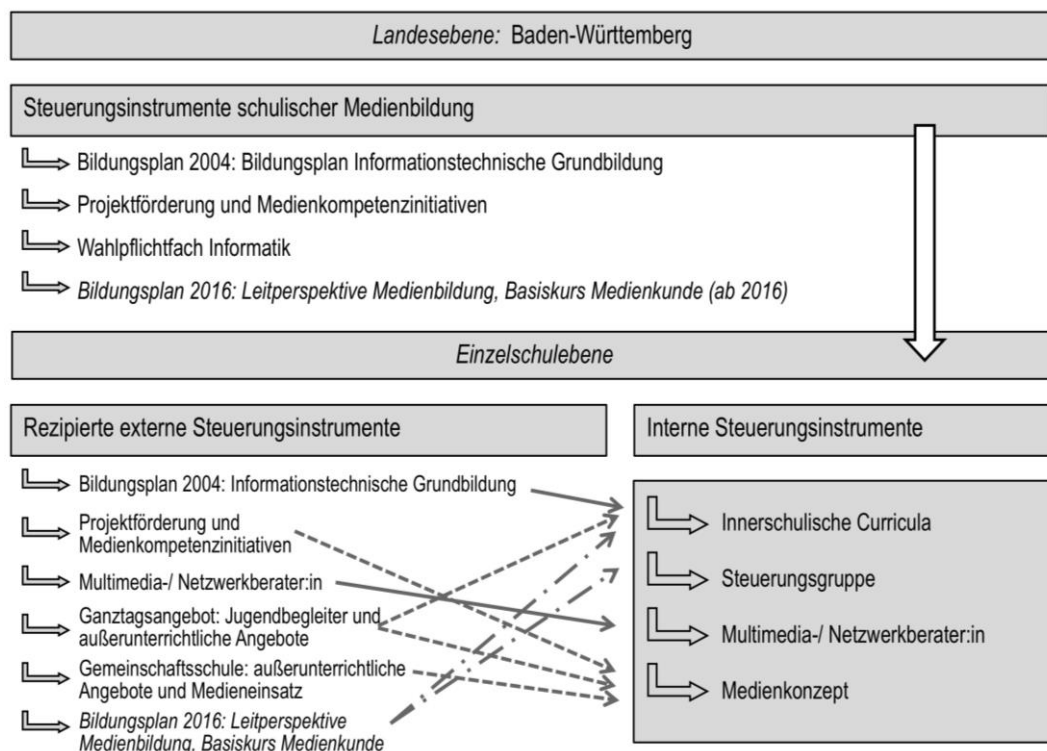 Landesebene: Baden-Württemberg
Steuerungsinstrumente schulischer Medienbildung
Bildungsplan 2004: Bildungsplan Informationstechnische Grundbildung
Projektförderung und Medienkompetenzinitiativen
Wahlpflichtfach Informatik
Bildungsplan 2016: Leitperspektive Medienbildung, Basiskurs Medienkunde (ab 2016)
Einzelschulebene
Rezipierte externe Steuerungsinstrumente
Bildungsplan 2004: Informationstechnische Grundbildung
Projektförderung und
Medienkompetenzinitiativen
Multimedia-/ Netzwerkberater:in
Ganztagsangebot: Jugendbegleiter und
außerunterrichtliche Angebote
Gemeinschaftsschule: außerunterrichtliche
Angebote und Medieneinsatz
Bildungsplan 2016: Leitperspektive
Medienbildung, Basiskurs Medienkunde
Interne Steuerungsinstrumente
Innerschulische Curricula
Steuerungsgruppe
Multimedia-/ Netzwerkberater:in
Medienkonzept